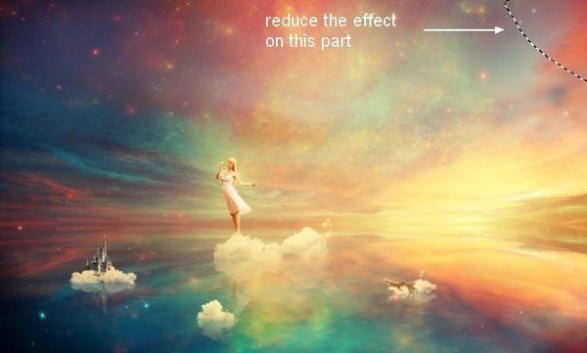 reduce the effect
on this part